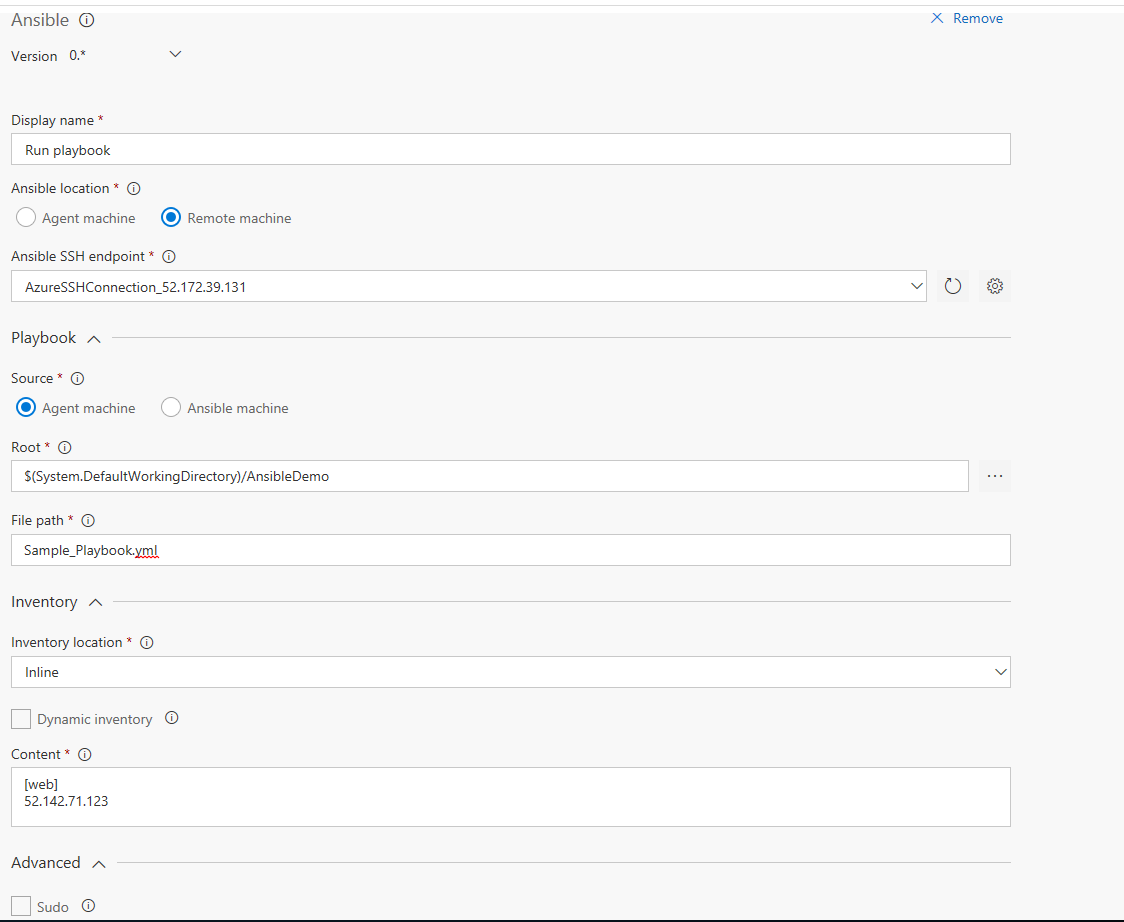 Ansible
Remove
Version 0.*
Display name *
Run playbook
Ansible location *
Agent machine Remote machine
Ansible SSH endpoint *
AzureSSHConnection_52.172.39.131
Playbook
Source *
Agent machine Ansible machine
Root *
$(System.DefaultWorkingDirectory)/AnsibleDemo
File path *
Sample_Playbook.yml
Inventory
Inventory location *
Inline
Dynamic inventory
Content *
[web]
52.142.71.123
Advanced
Sudo